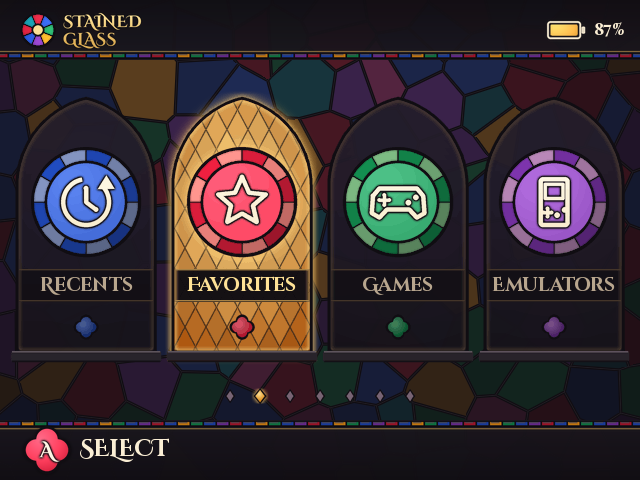 STAINED
GLASS
87%
RECENTS
FAVORITES
GAMES
EMULATORS
A SELECT